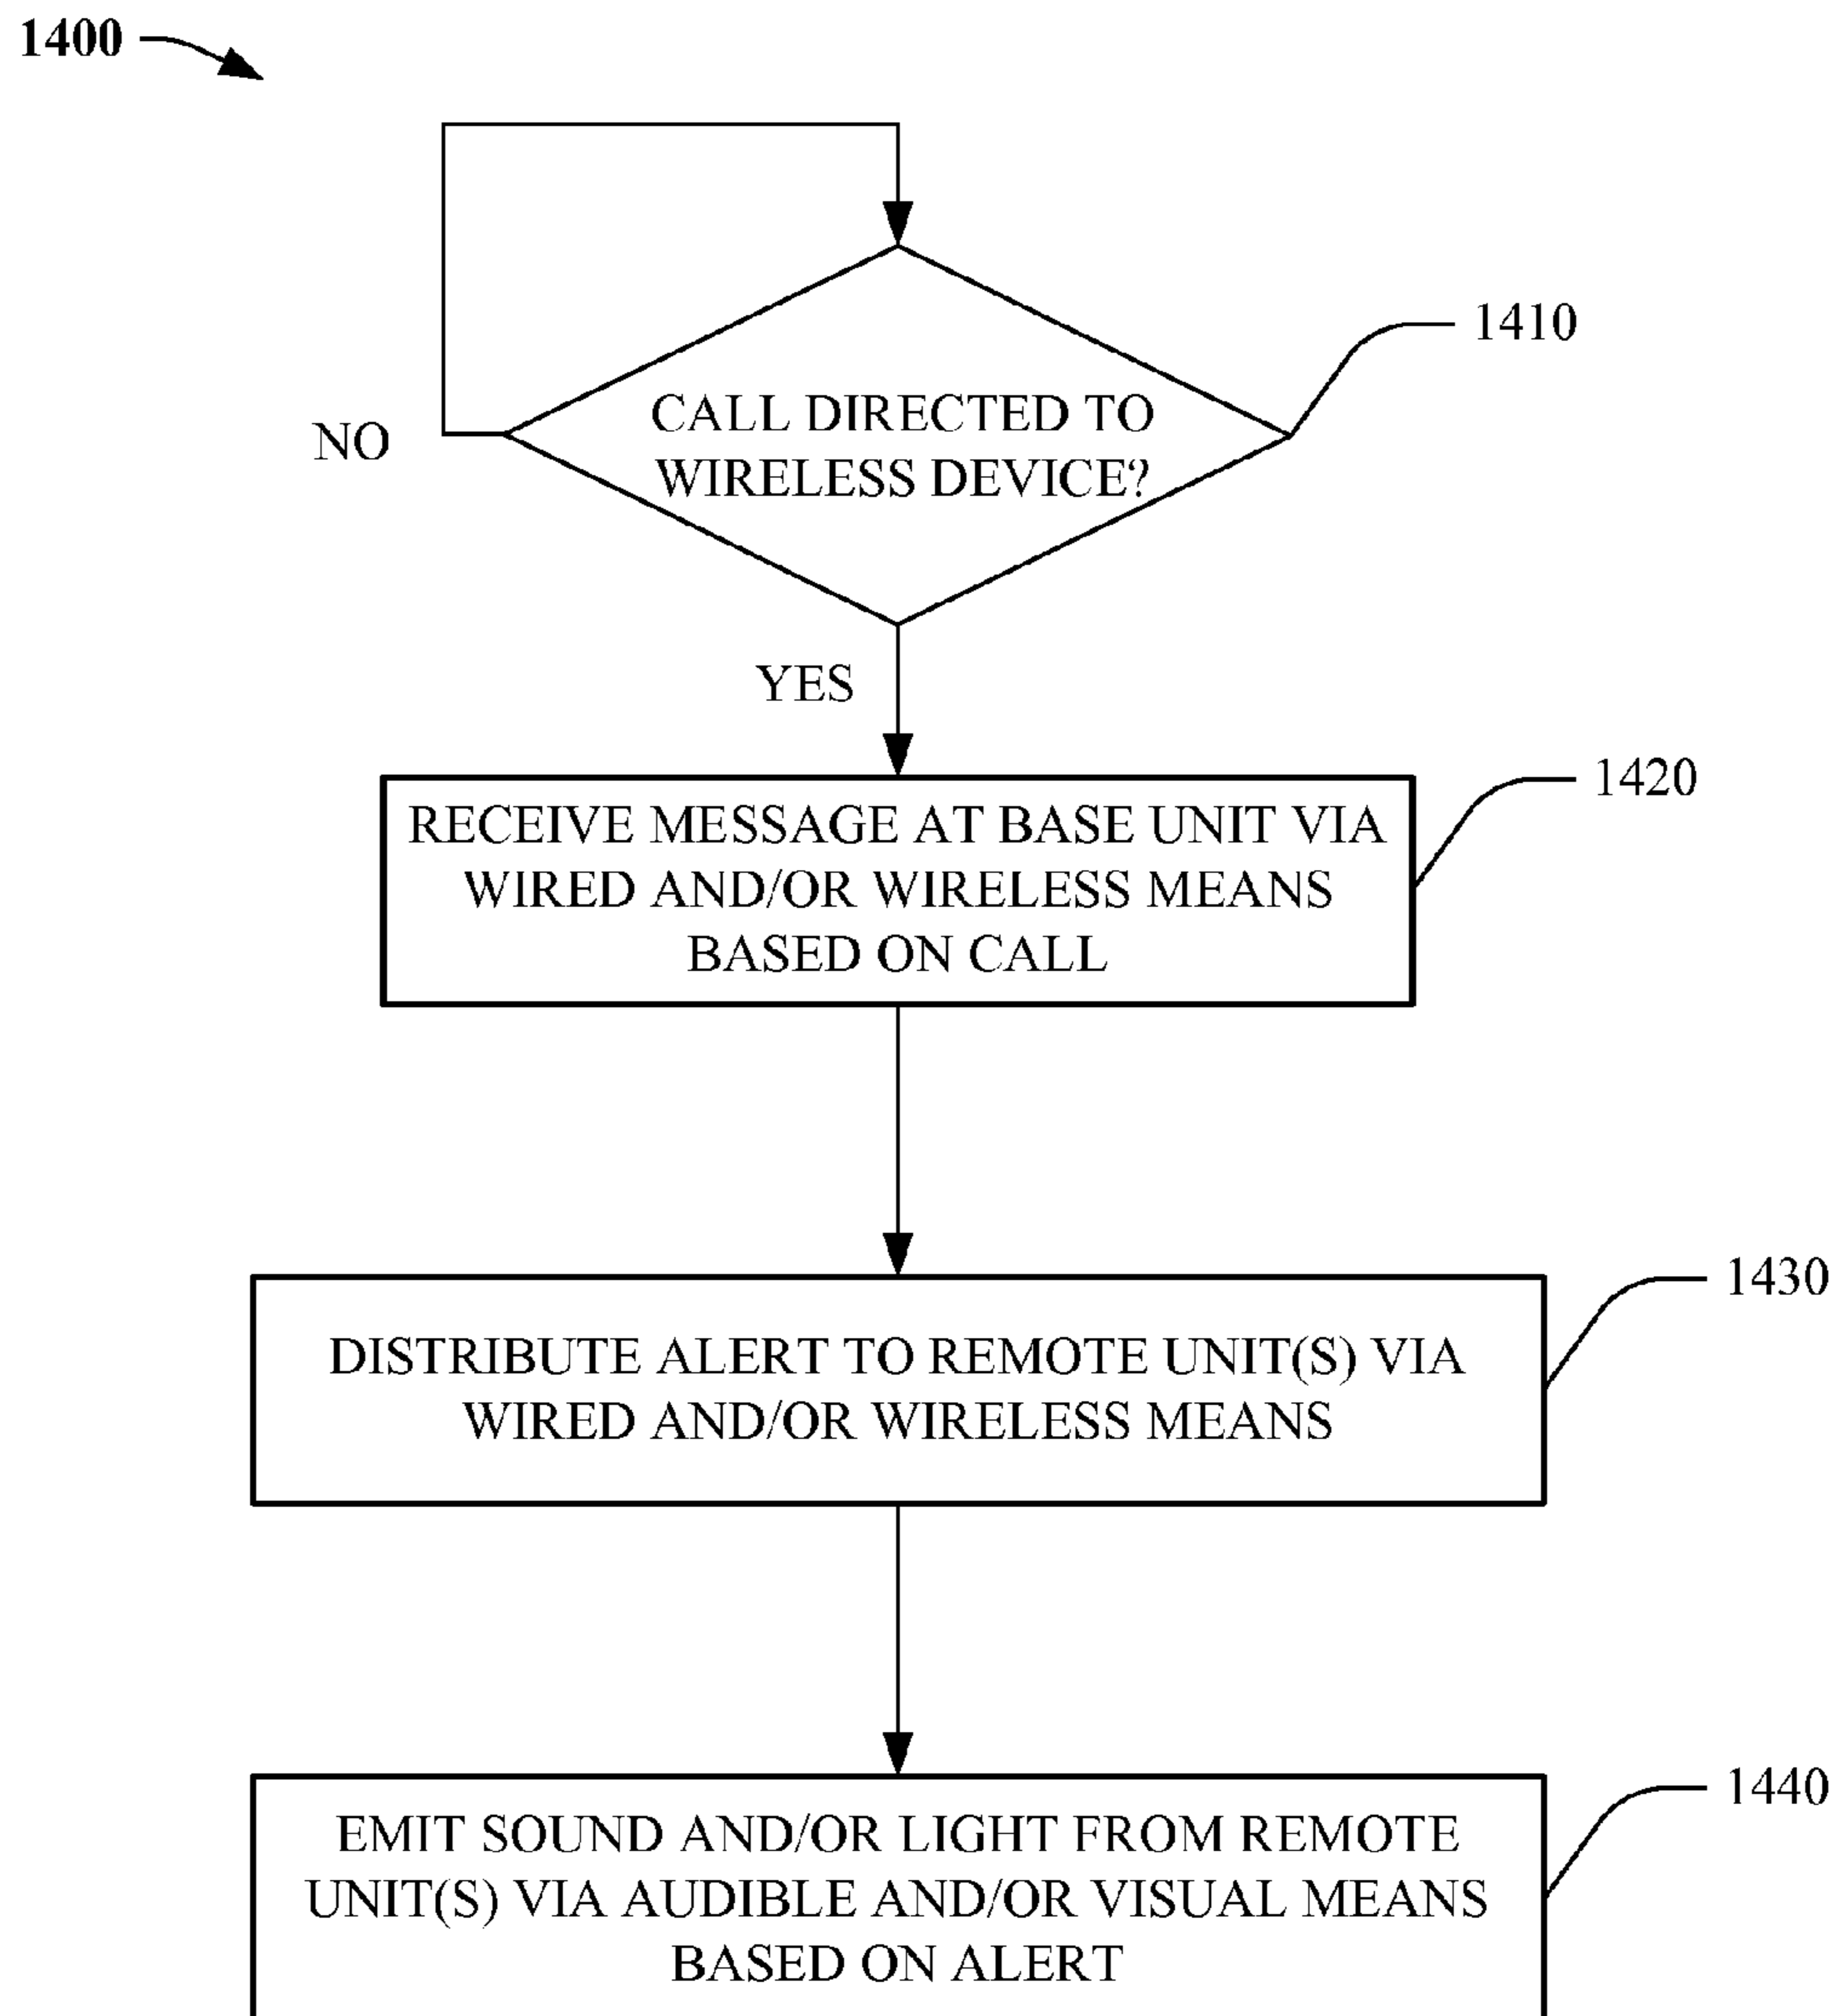 1400
1410
CALL DIRECTED TO
WIRELESS DEVICE?
NO
YES
1420
RECEIVE MESSAGE AT BASE UNIT VIA
WIRED AND/OR WIRELESS MEANS
BASED ON CALL
1430
DISTRIBUTE ALERT TO REMOTE UNIT(S) VIA
WIRED AND/OR WIRELESS MEANS
1440
EMIT SOUND AND/OR LIGHT FROM REMOTE
UNIT(S) VIA AUDIBLE AND/OR VISUAL MEANS
BASED ON ALERT